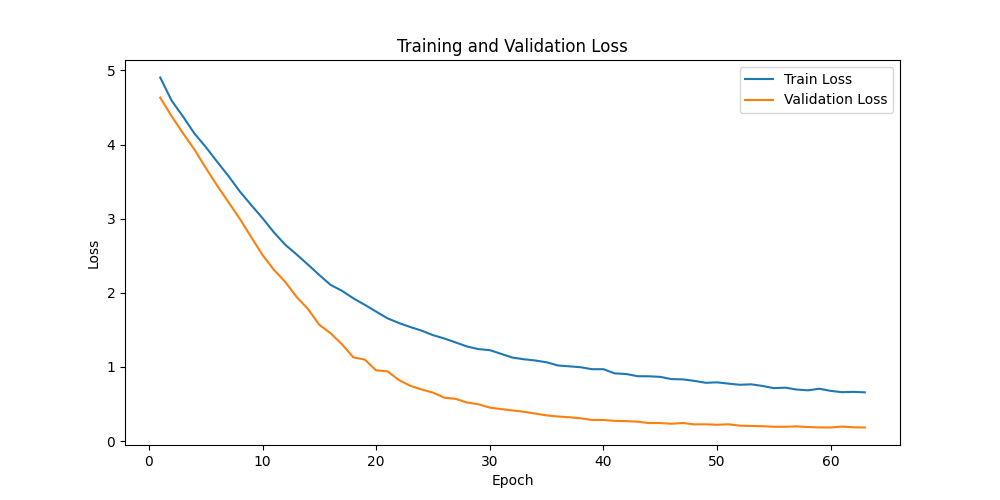 Training and Validation Loss
Train Loss
Validation Loss
5
4
3
2
1
0
Loss
0 10 20 30 40 50 60
Epoch